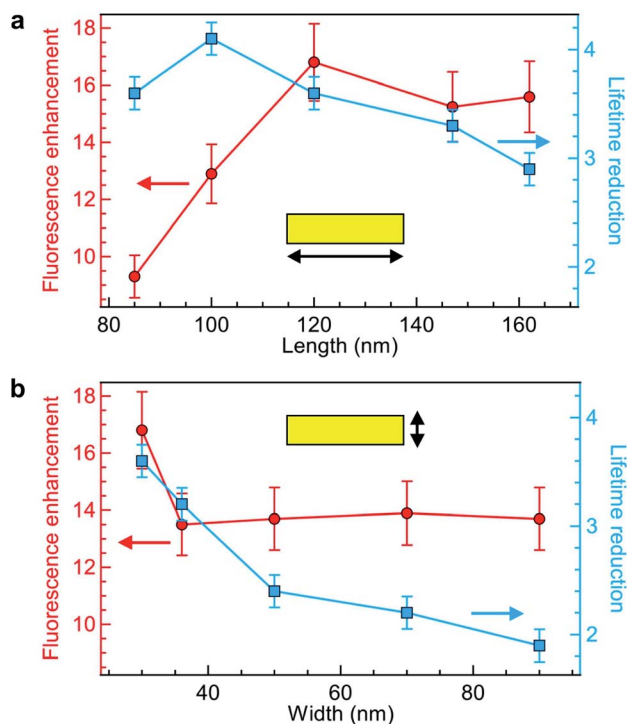 a
Fluorescence enhancement
18
16
14
12
10
4
3
2
Lifetime reduction
80 100 120 140 160
Length (nm)
b
Fluorescence enhancement
18
16
14
12
10
4
3
2
Lifetime reduction
40 60 80
Width (nm)